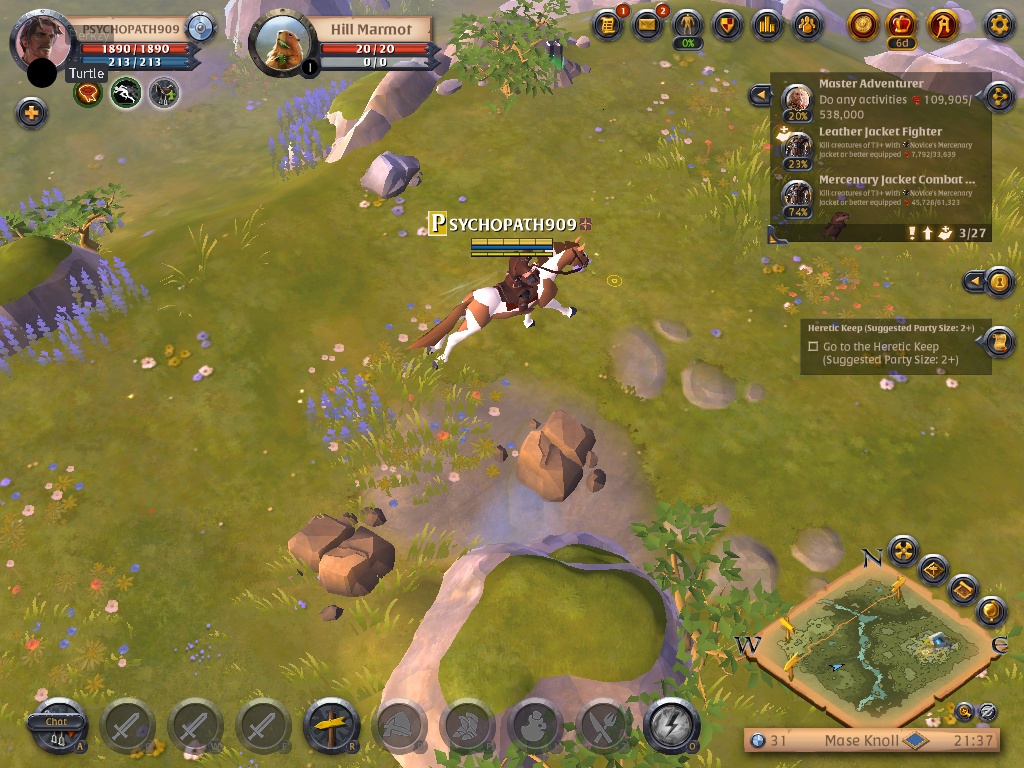 PSYCHOPATH909
1890 / 1890
213 / 213
Turtle
Hill Marmot
20 / 20
0 / 0
I
1
2
0%
6d
Master Adventurer
Do any activities 109,905/
538,000
20%
Leather Jacket Fighter
Kill creatures of T3+ with Novice's Mercenary
Jacket or better equipped 7,792/33,639
23%
Mercenary Jacket Combat ...
Kill creatures of T3+ with Novice's Mercenary
Jacket or better equipped 45,726/61,323
74%
3/27
PSYCHOPATH909
Heretic Keep (Suggested Party Size: 2+)
Go to the Heretic Keep
(Suggested Party Size: 2+)
N
W
E
Chat
A
R
O
31
Mase Knoll
21:37